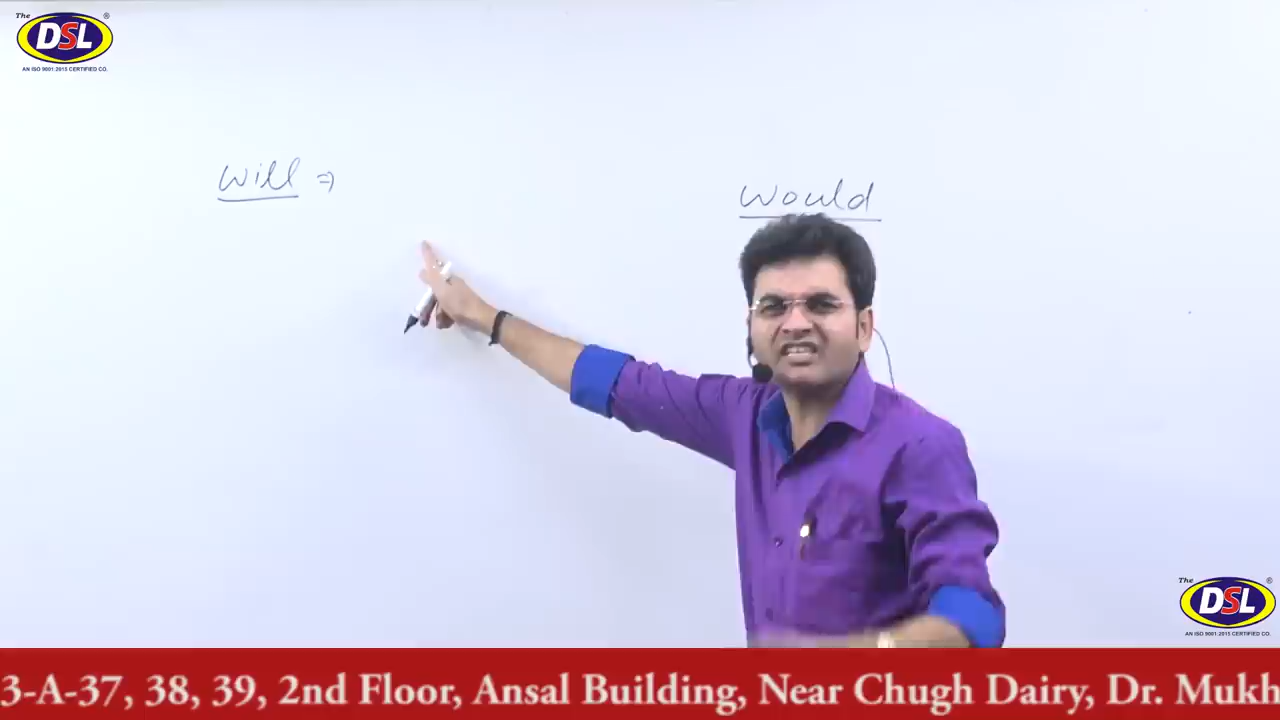 The DSL ®
AN ISO 9001:2015 CERTIFIED CO.
Will ⇒
Would
The DSL ®
AN ISO 9001:2015 CERTIFIED CO.
3-A-37, 38, 39, 2nd Floor, Ansal Building, Near Chugh Dairy, Dr. Mukh